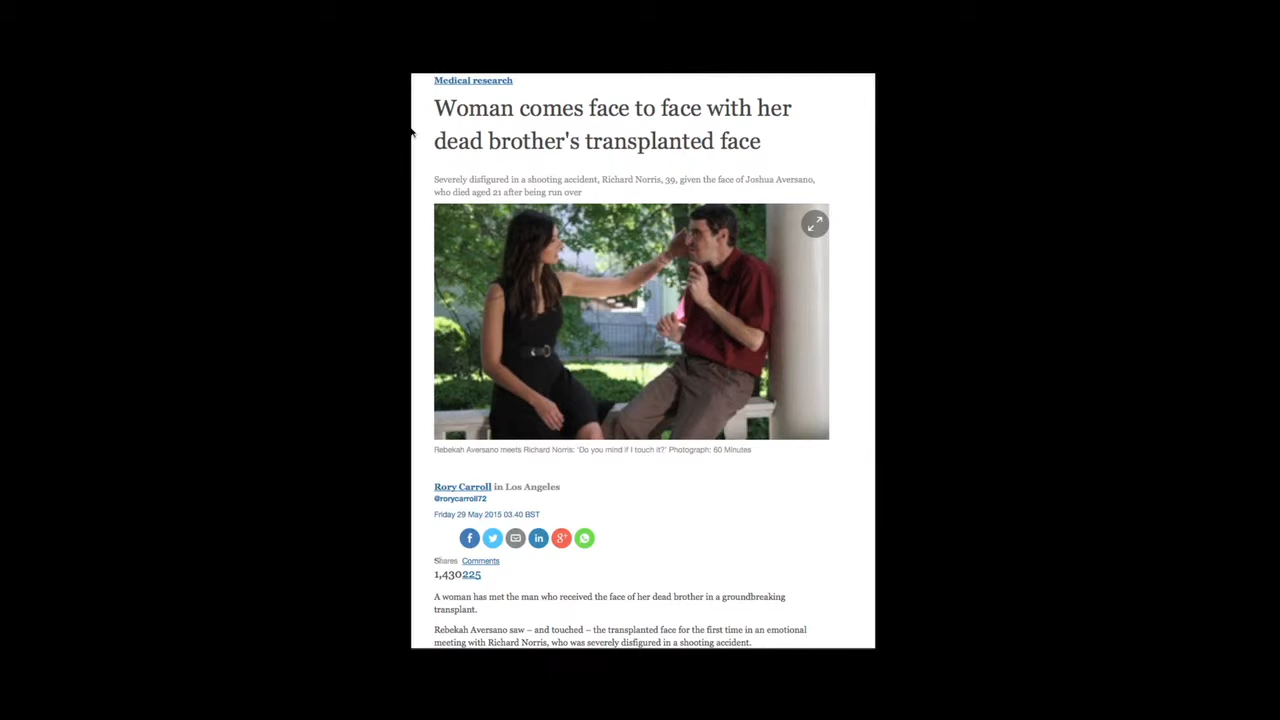 Medical research
Woman comes face to face with her
dead brother's transplanted face
Severely disfigured in a shooting accident, Richard Norris, 39, given the face of Joshua Aversano,
who died aged 21 after being run over
Rebekah Aversano meets Richard Norris: 'Do you mind if I touch it?' Photograph: 60 Minutes
Rory Carroll in Los Angeles
@rorycarroll72
Friday 29 May 2015 03.40 BST
f in g+
Shares Comments
1,430 225
A woman has met the man who received the face of her dead brother in a groundbreaking
transplant.
Rebekah Aversano saw – and touched – the transplanted face for the first time in an emotional
meeting with Richard Norris, who was severely disfigured in a shooting accident.